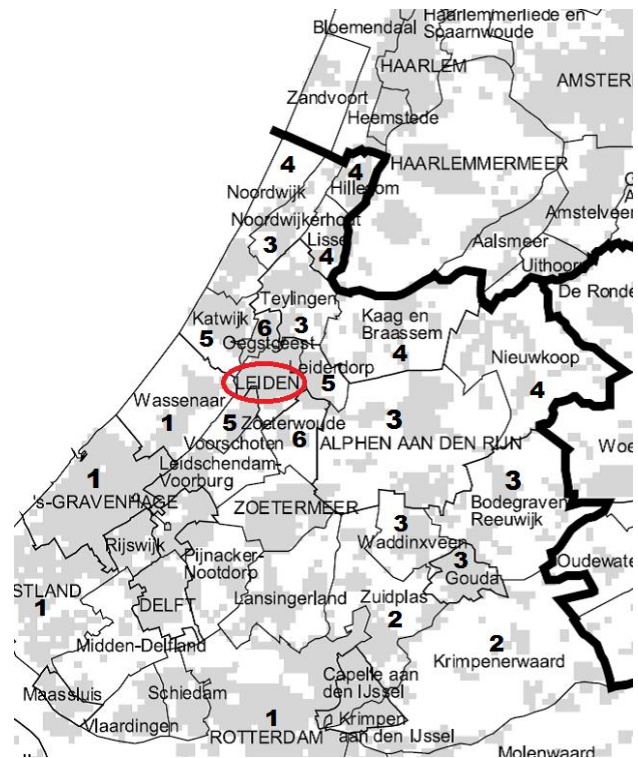 Bloemendaal
Haarlemmerliede en
Spaarnwoude
HAARLEM
AMSTER
Zandvoort
Heemstede
4
HAARLEMMERMEER
4
Hillegom
Noordwijk
Noordwijkerhout
Amstelveen
3
Lisse
4
Aalsmeer
Uithoorn
De Ronde
Teylingen
Katwijk
6
3
Kaag en
Braassem
5
Oegstgeest
4
Nieuwkoop
Leiderdorp
LEIDEN
5
4
Wassenaar
1
5
Zoeterwoude
3
Voorschoten
6
ALPHEN AAN DEN RIJN
Woe
1
Leidschendam-
Voorburg
3
's-GRAVENHAGE
ZOETERMEER
Bodegraven
Reeuwijk
3
Waddinxveen
Rijswijk
Pijnacker-
Nootdorp
3
Gouda
Oudewate
STLAND
1
DELFT
Lansingerland
Zuidplas
2
2
Midden-Delfland
Krimpenerwaard
Maassluis
Schiedam
Capelle aan
den IJssel
Vlaardingen
1
ROTTERDAM
Krimpen
aan den IJssel
Molenwaard